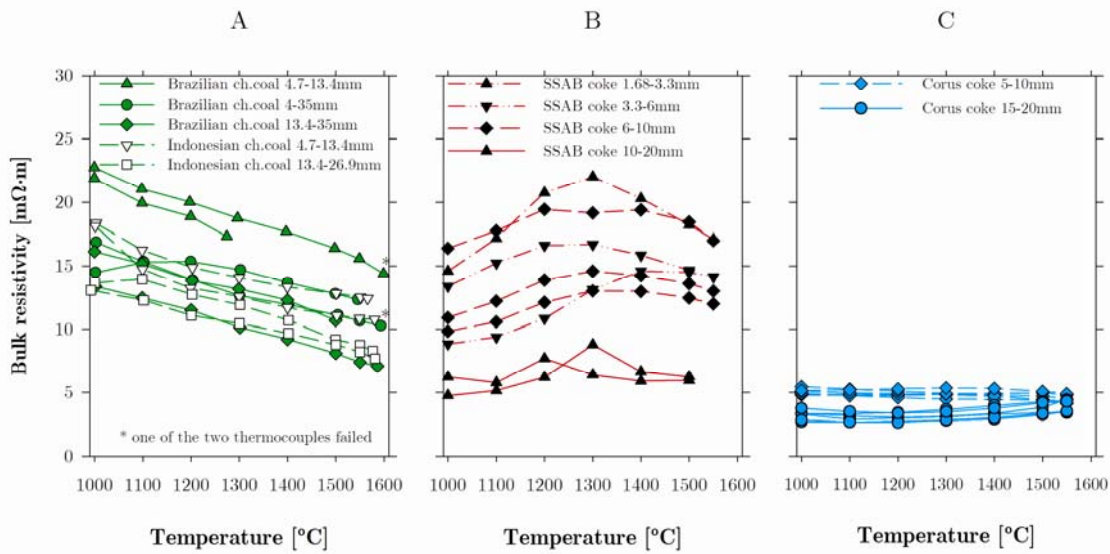 A
B
C
Bulk resistivity [mΩ·m]
30
25
20
15
10
5
0
Brazilian ch.coal 4.7-13.4mm
Brazilian ch.coal 4-35mm
Brazilian ch.coal 13.4-35mm
Indonesian ch.coal 4.7-13.4mm
Indonesian ch.coal 13.4-26.9mm
*
*
* one of the two thermocouples failed
SSAB coke 1.68-3.3mm
SSAB coke 3.3-6mm
SSAB coke 6-10mm
SSAB coke 10-20mm
Corus coke 5-10mm
Corus coke 15-20mm
1000 1100 1200 1300 1400 1500 1600
1000 1100 1200 1300 1400 1500 1600
1000 1100 1200 1300 1400 1500 1600
Temperature [ºC]
Temperature [ºC]
Temperature [ºC]